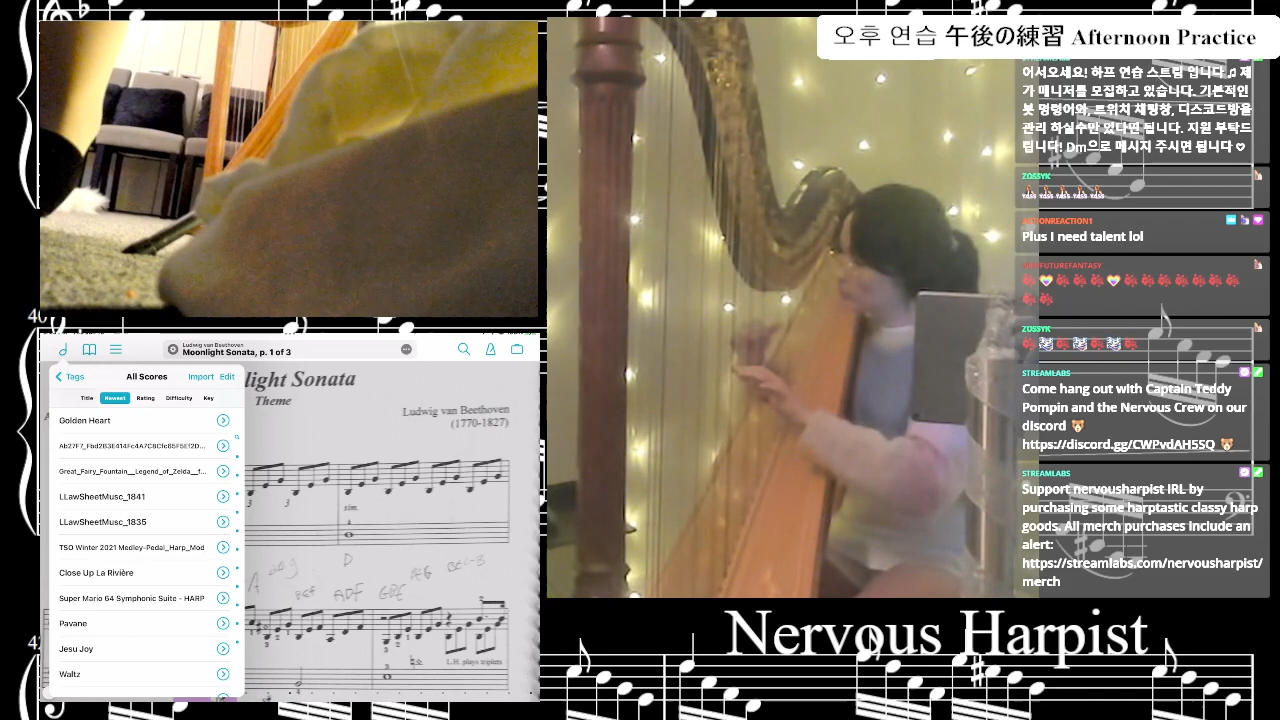 오후 연습 午後の練習 Afternoon Practice
어서오세요! 하프 연습 스트림 입니다 ♫ 제
가 매니저를 모집하고 있습니다. 기본적인
봇 명령어와, 트위치 채팅창, 디스코드방을
관리 하실수만 있다면 됩니다. 지원 부탁드
립니다! Dm으로 메시지 주시면 됩니다 ♡
ZOSSYK
Plus I need talent lol
ZOSSYK
STREAMLABS
Come hang out with Captain Teddy
Pompin and the Nervous Crew on our
discord 🐻
https://discord.gg/CWPvdAH5SQ 🐻
STREAMLABS
Support nervousharpist IRL by
purchasing some harptastic classy harp
goods. All merch purchases include an
alert:
https://streamlabs.com/nervousharpist/
merch
Nervous Harpist
40
42
Ludwig van Beethoven
Moonlight Sonata, p. 1 of 3
Tags
All Scores
Import Edit
Title Newest Rating Difficulty Key
Golden Heart
Great_Fairy_Fountain__Legend_of_Zelda__f...
LLawSheetMusc_1841
LLawSheetMusc_1835
TSO Winter 2021 Medley-Pedal_Harp_Mod
Close Up La Rivière
Super Mario 64 Symphonic Suite - HARP
Pavane
Jesu Joy
Waltz
light Sonata
Theme
Ludwig van Beethoven
(1770-1827)
3 3 sim.
D
ADF
L.H. plays triplets